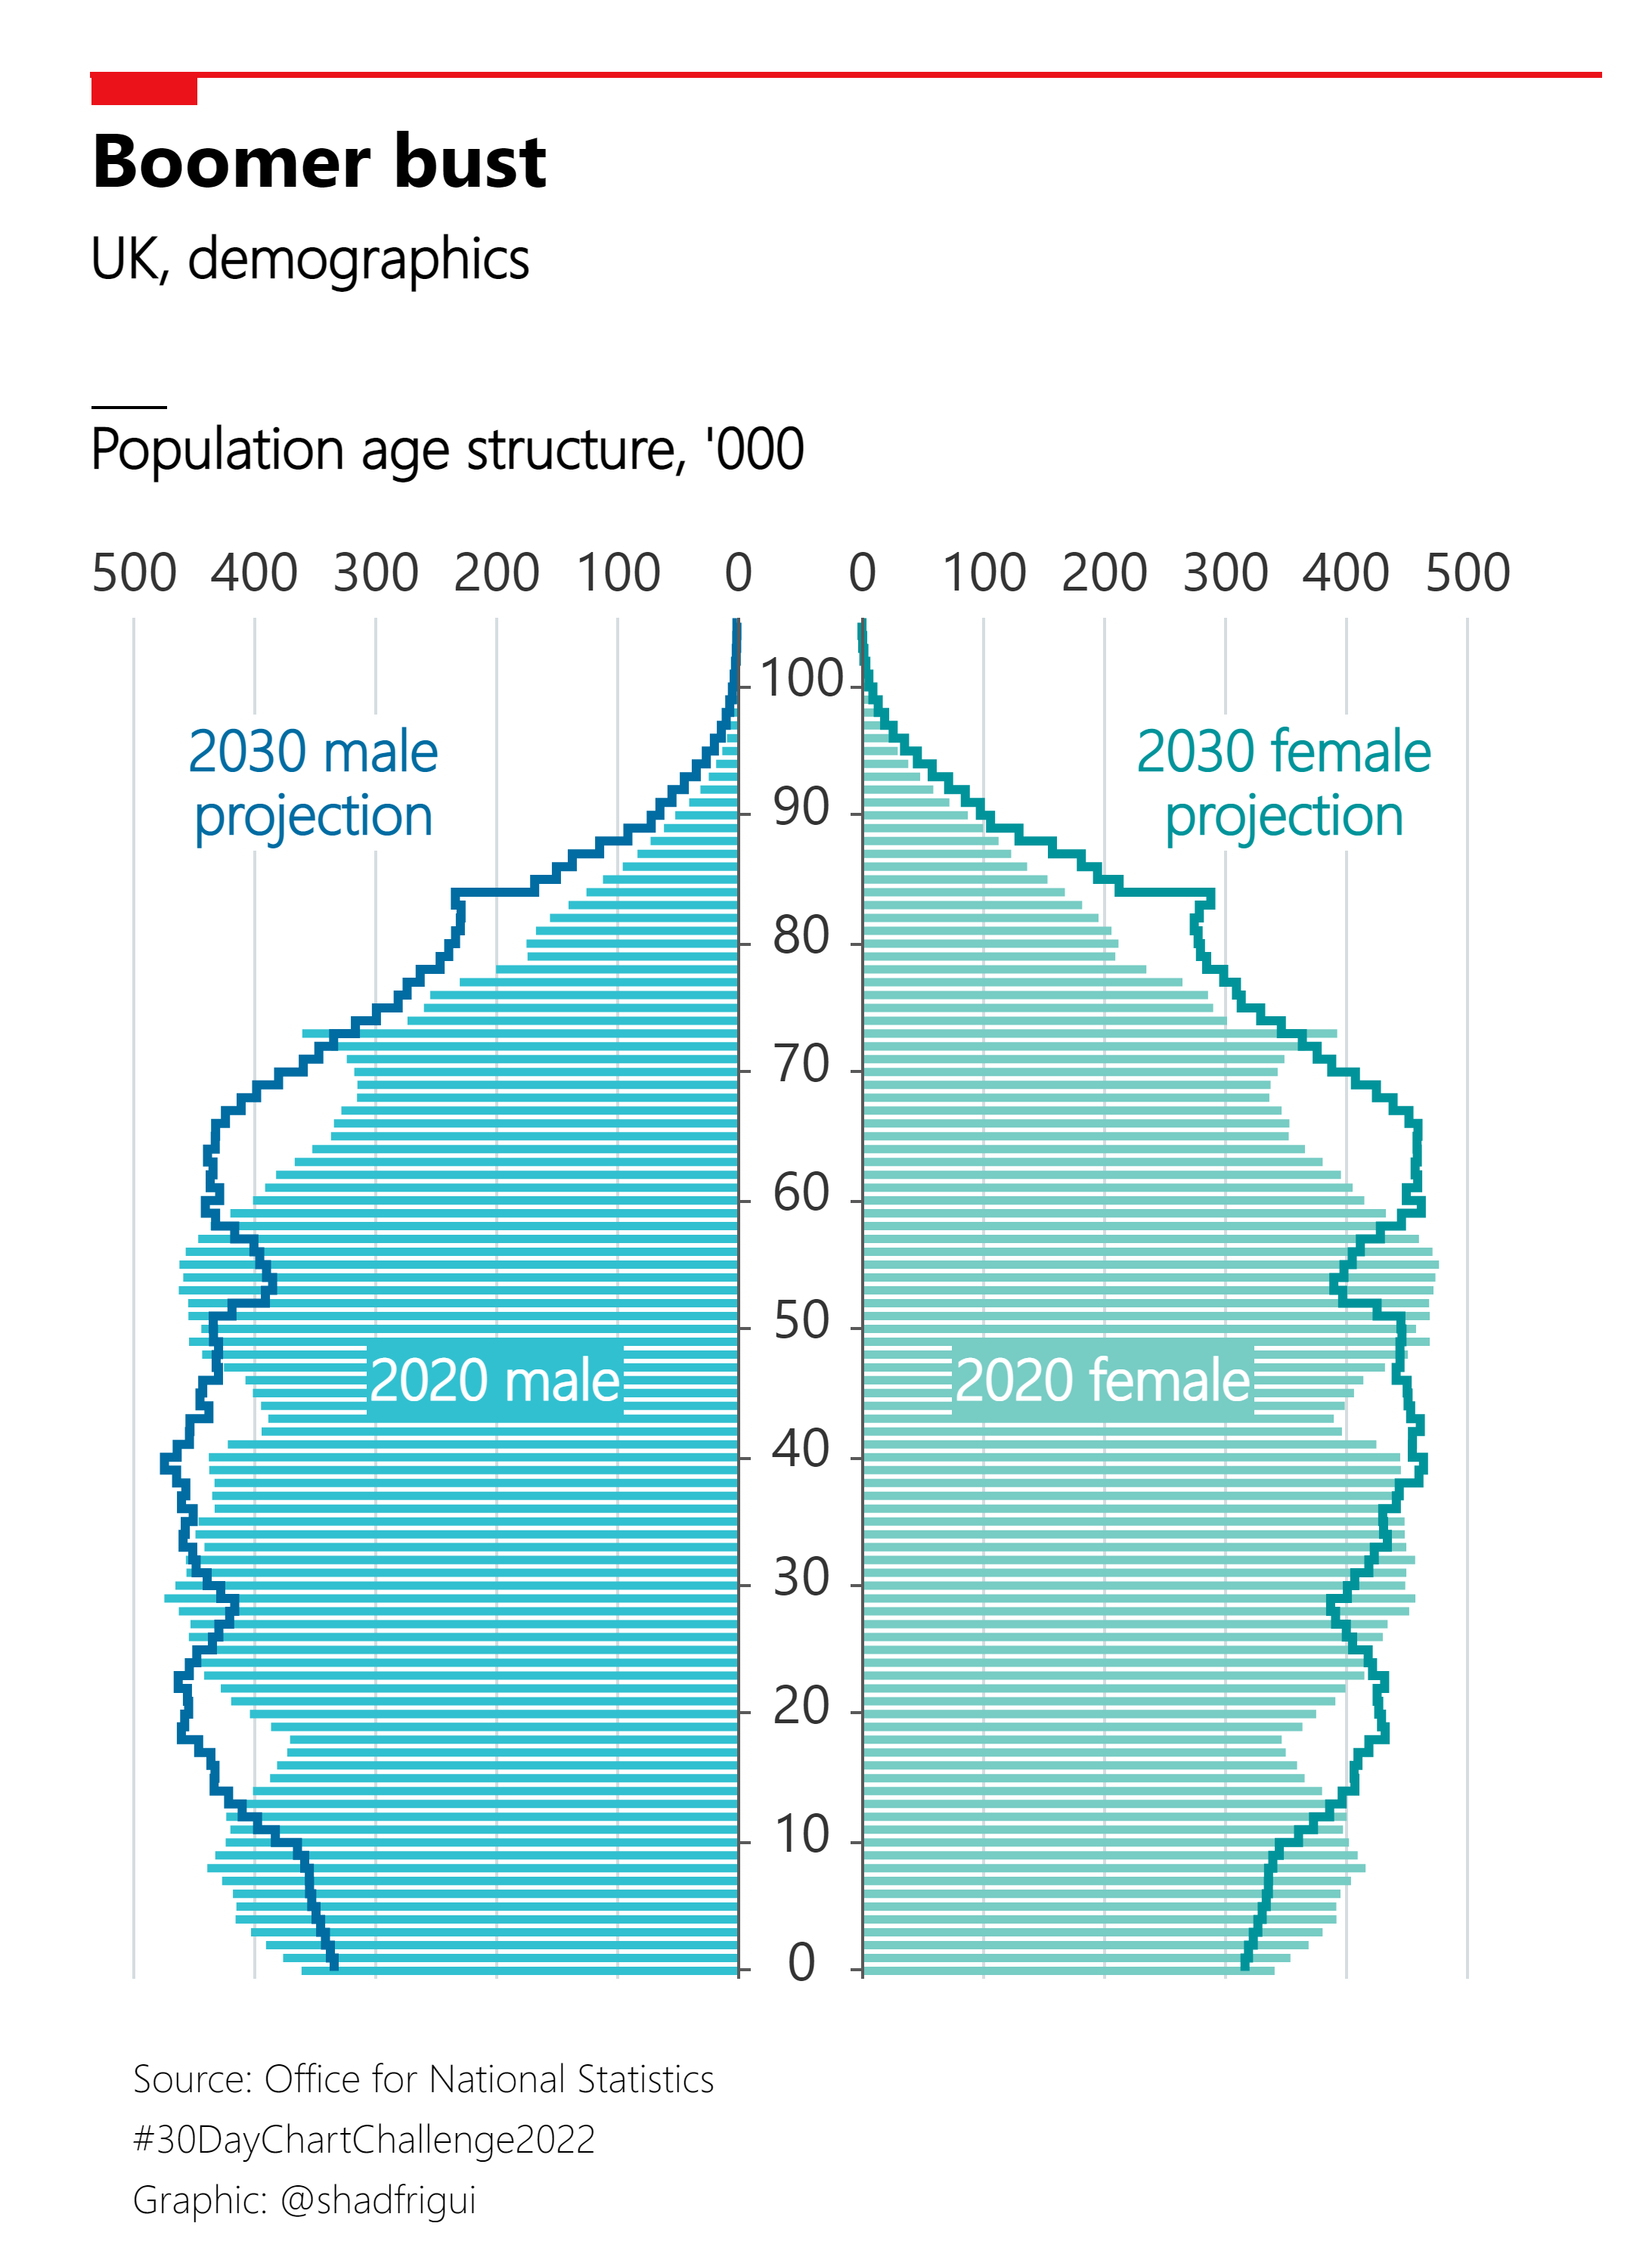 Boomer bust
UK, demographics
Population age structure, '000
500 400 300 200 100 0 0 100 200 300 400 500
100
2030 male
projection
2030 female
projection
90
80
70
60
50
2020 male
2020 female
40
30
20
10
0
Source: Office for National Statistics
#30DayChartChallenge2022
Graphic: @shadfrigui